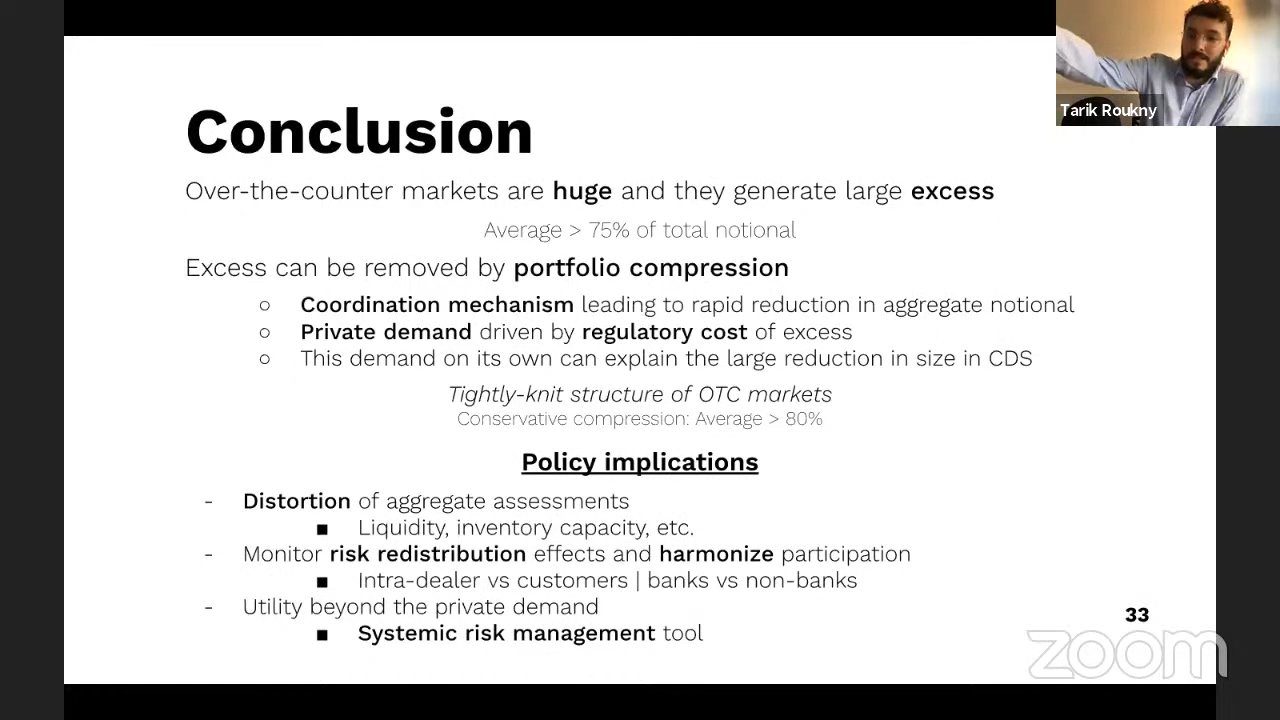 Tarik Roukny
Conclusion
Over-the-counter markets are huge and they generate large excess
Average > 75% of total notional
Excess can be removed by portfolio compression
○ Coordination mechanism leading to rapid reduction in aggregate notional
○ Private demand driven by regulatory cost of excess
○ This demand on its own can explain the large reduction in size in CDS
Tightly-knit structure of OTC markets
Conservative compression: Average > 80%
Policy implications
- Distortion of aggregate assessments
■ Liquidity, inventory capacity, etc.
- Monitor risk redistribution effects and harmonize participation
■ Intra-dealer vs customers | banks vs non-banks
- Utility beyond the private demand
■ Systemic risk management tool
33
zoom